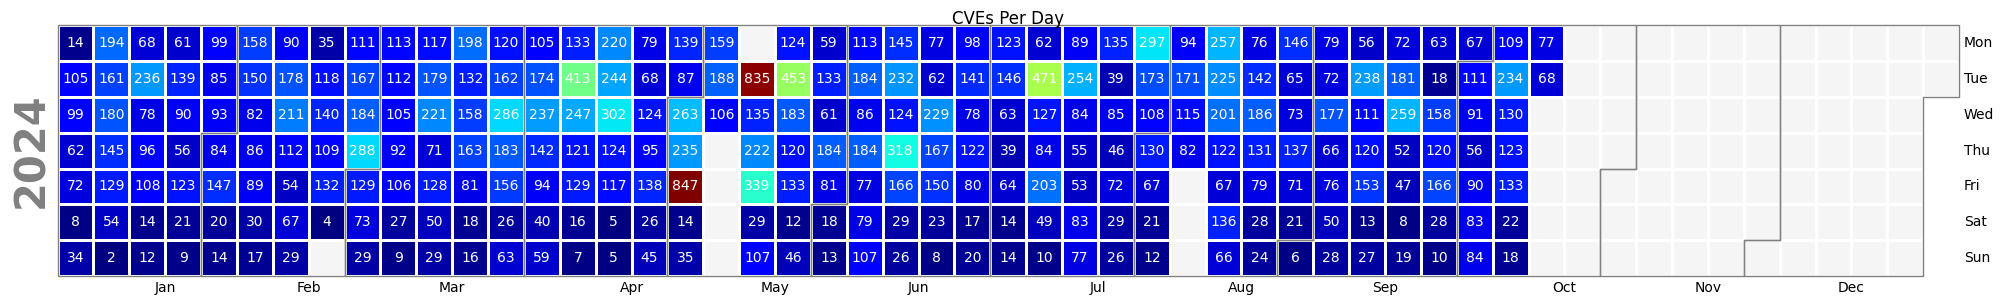 CVEs Per Day
14 194 68 61 99 158 90 35 111 113 117 198 120 105 133 220 79 139 159 124 59 113 145 77 98 123 62 89 135 297 94 257 76 146 79 56 72 63 67 109 77 Mon
105 161 236 139 85 150 178 118 167 112 179 132 162 174 413 244 68 87 188 835 453 133 184 232 62 141 146 471 254 39 173 171 225 142 65 72 238 181 18 111 234 68 Tue
99 180 78 90 93 82 211 140 184 105 221 158 286 237 247 302 124 263 106 135 183 61 86 124 229 78 63 127 84 85 108 115 201 186 73 177 111 259 158 91 130 Wed
62 145 96 56 84 86 112 109 288 92 71 163 183 142 121 124 95 235 222 120 184 184 318 167 122 39 84 55 46 130 82 122 131 137 66 120 52 120 56 123 Thu
72 129 108 123 147 89 54 132 129 106 128 81 156 94 129 117 138 847 339 133 81 77 166 150 80 64 203 53 72 67 67 79 71 76 153 47 166 90 133 Fri
8 54 14 21 20 30 67 4 73 27 50 18 26 40 16 5 26 14 29 12 18 79 29 23 17 14 49 83 29 21 136 28 21 50 13 8 28 83 22 Sat
34 2 12 9 14 17 29 29 9 29 16 63 59 7 5 45 35 107 46 13 107 26 8 20 14 10 77 26 12 66 24 6 28 27 19 10 84 18 Sun
2024
Jan Feb Mar Apr May Jun Jul Aug Sep Oct Nov Dec